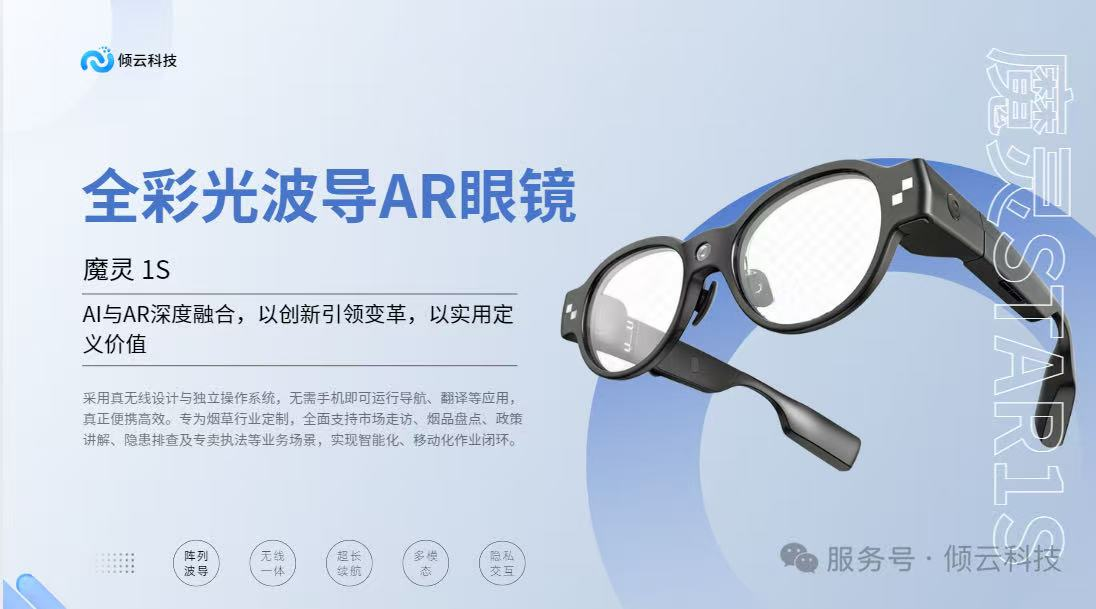 倾云科技
全彩光波导AR眼镜
魔灵 1S
AI与AR深度融合，以创新引领变革，以实用定
义价值
采用真无线设计与独立操作系统，无需手机即可运行导航、翻译等应用，
真正便携高效。专为烟草行业定制，全面支持市场走访、烟品盘点、政策
讲解、隐患排查及专卖执法等业务场景，实现智能化、移动化作业闭环。
阵列
波导
无线
一体
超长
续航
多模
态
隐私
交互
魔灵STAR1S
服务号 · 倾云科技